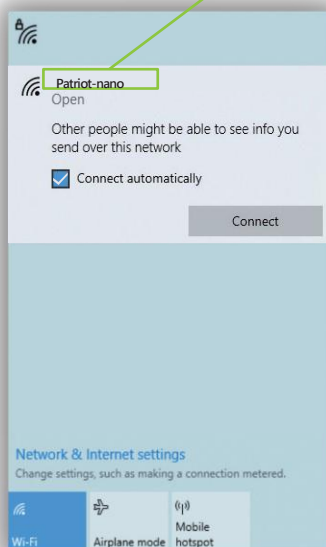 Patriot-nano
Open
Other people might be able to see info you
send over this network
Connect automatically
Connect
Network & Internet settings
Change settings, such as making a connection metered.
Wi-Fi
Airplane mode
Mobile
hotspot